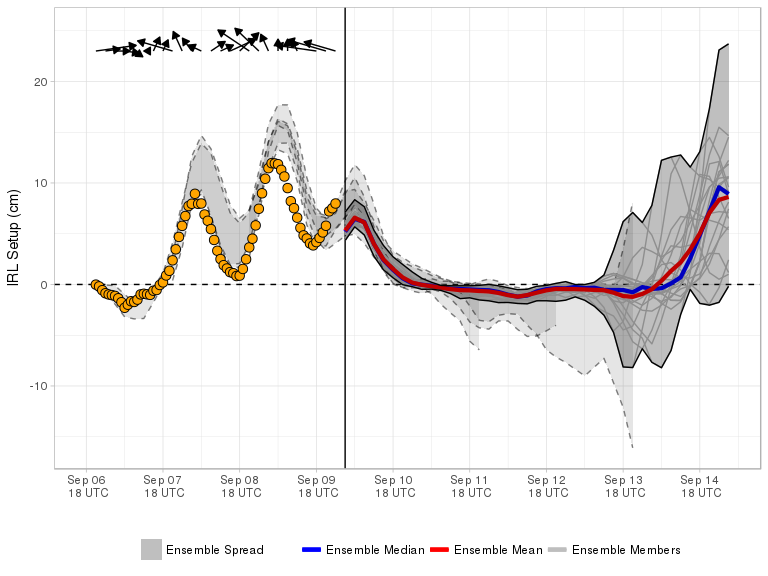 IRL Setup (cm)
20
10
0
-10
Sep 06 Sep 07 Sep 08 Sep 09 Sep 10 Sep 11 Sep 12 Sep 13 Sep 14
18 UTC 18 UTC 18 UTC 18 UTC 18 UTC 18 UTC 18 UTC 18 UTC 18 UTC
Ensemble Spread Ensemble Median Ensemble Mean Ensemble Members